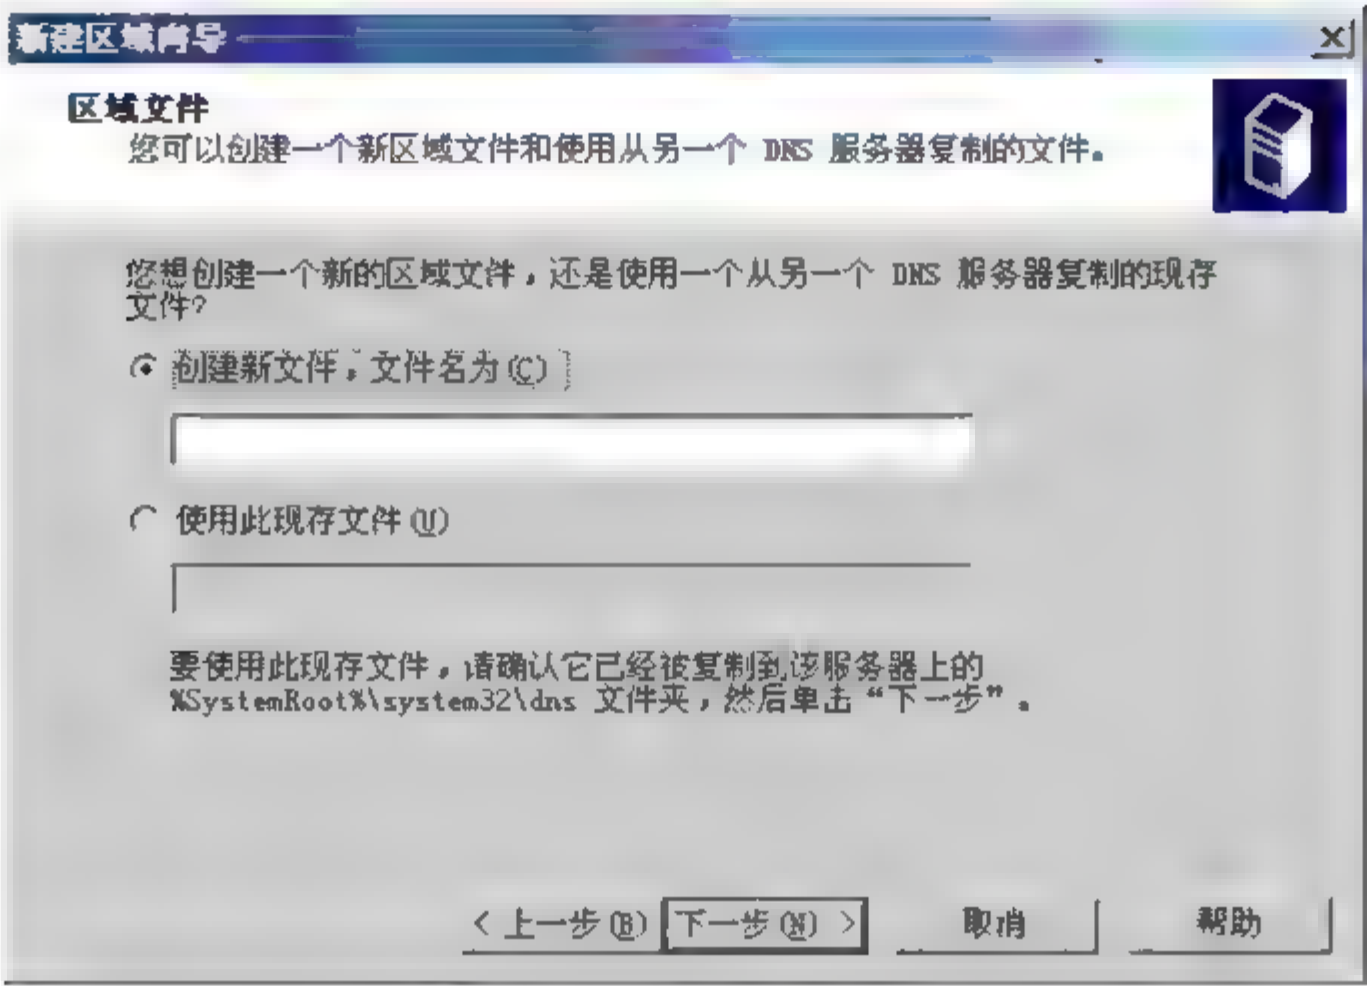 新建区域向导
区域文件
您可以创建一个新区域文件和使用从另一个 DNS 服务器复制的文件。
您想创建一个新的区域文件，还是使用一个从另一个 DNS 服务器复制的现存
文件?
创建新文件，文件名为(C)
使用此现存文件(U)
要使用此现存文件，请确认它已经被复制到该服务器上的
%SystemRoot%\system32\dns 文件夹，然后单击“下一步”。
< 上一步(B) 下一步(N) > 取消 帮助